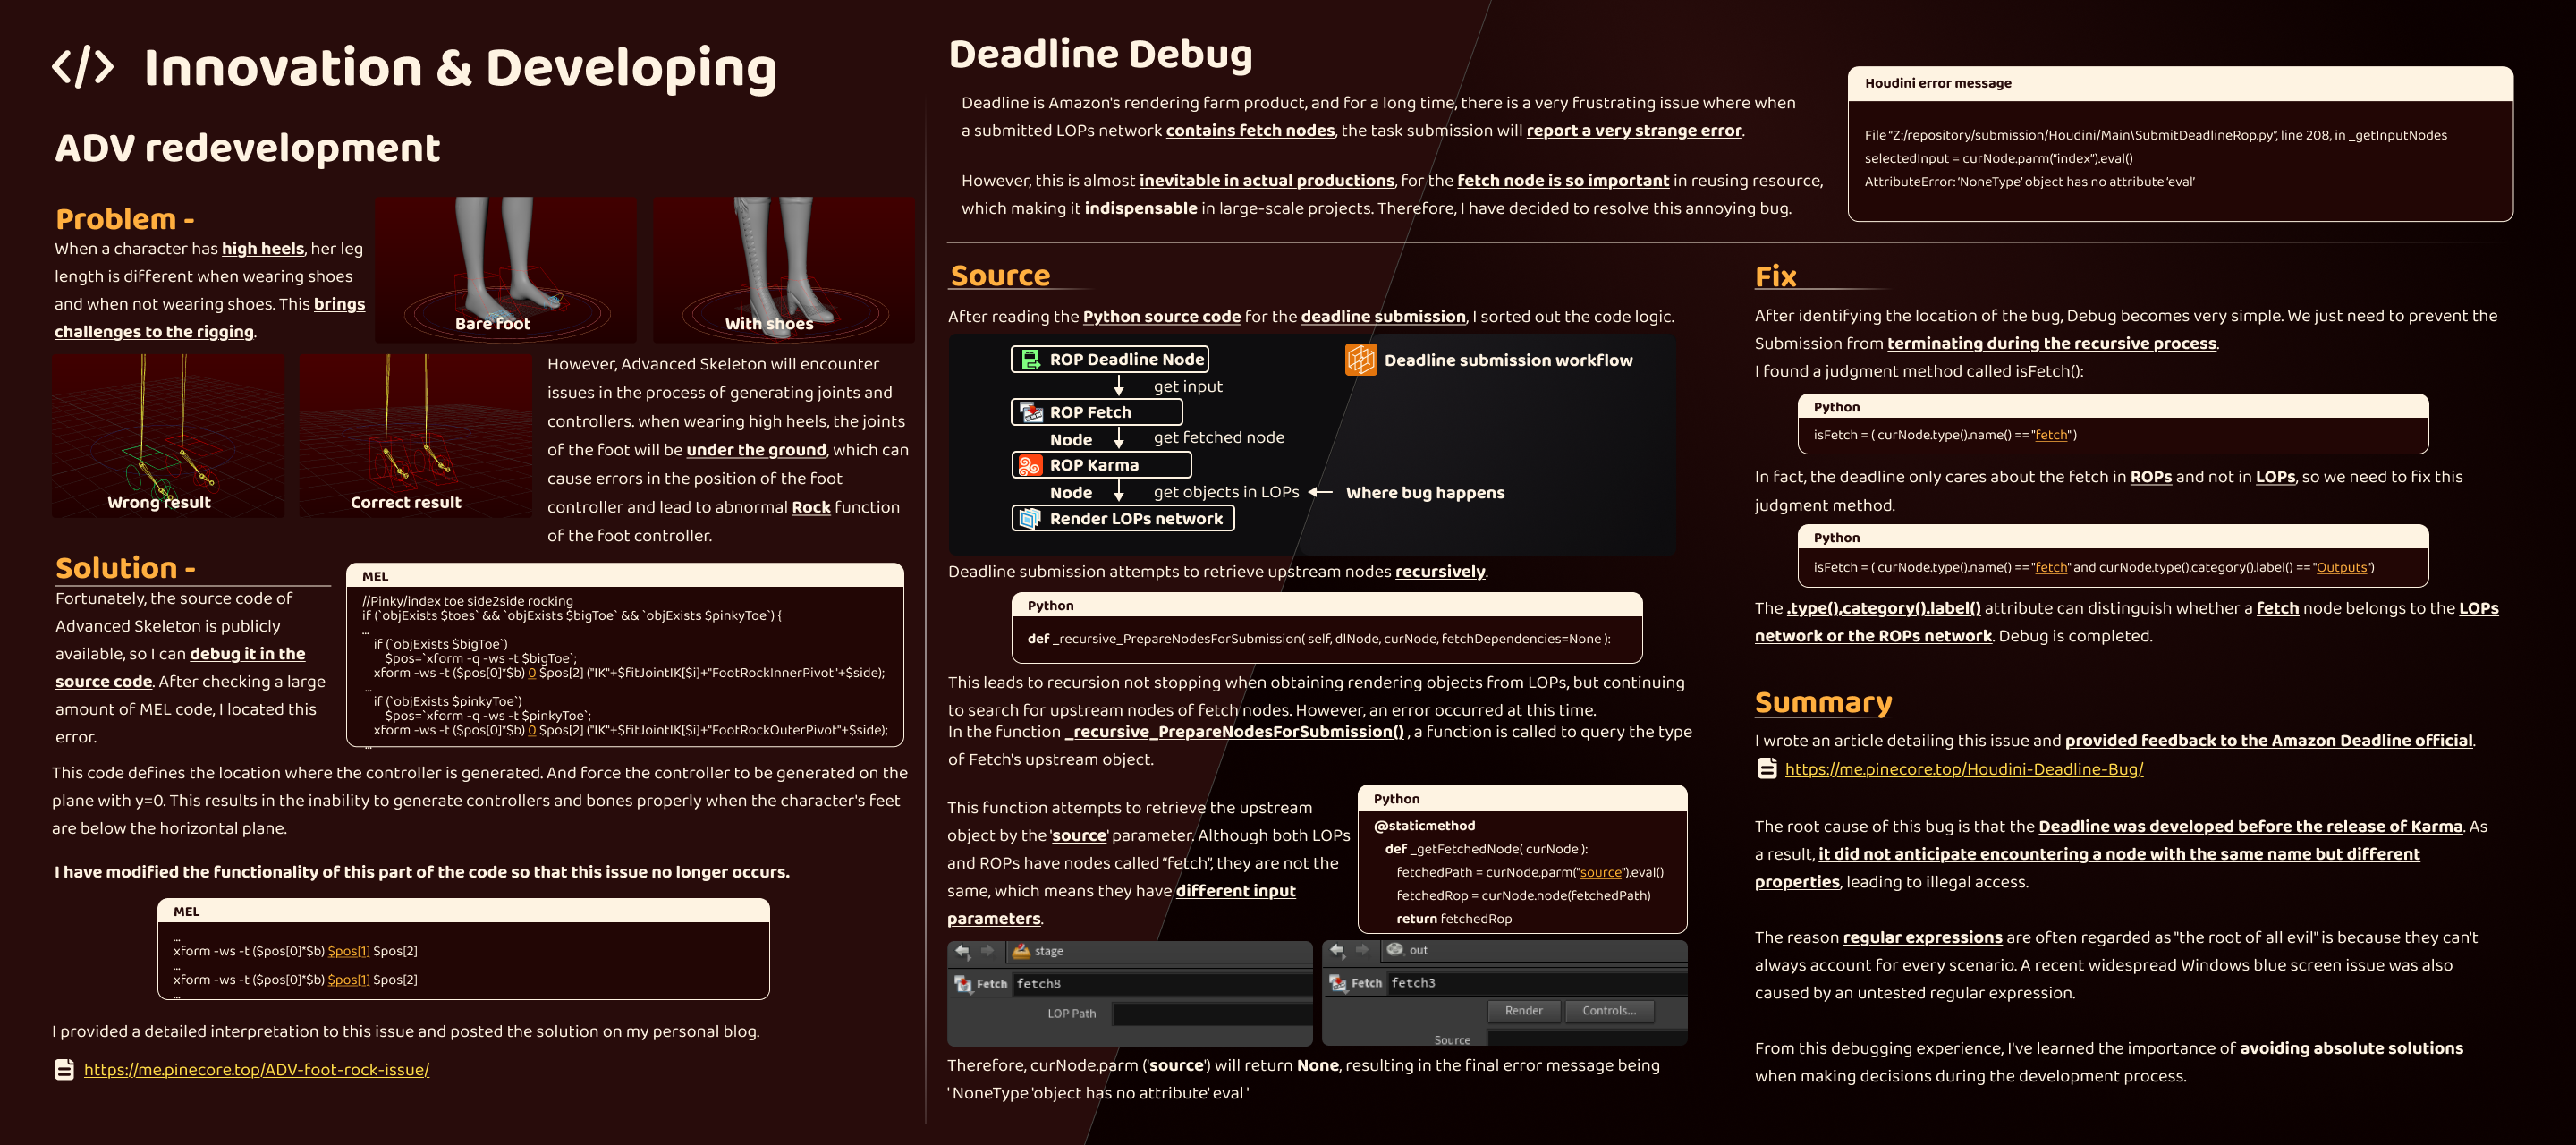 </> Innovation & Developing
ADV redevelopment
Problem -
When a character has high heels, her leg
length is different when wearing shoes
and when not wearing shoes. This brings
challenges to the rigging.
Bare foot
With shoes
Wrong result
Correct result
However, Advanced Skeleton will encounter
issues in the process of generating joints and
controllers. when wearing high heels, the joints
of the foot will be under the ground, which can
cause errors in the position of the foot
controller and lead to abnormal Rock function
of the foot controller.
Solution -
Fortunately, the source code of
Advanced Skeleton is publicly
available, so I can debug it in the
source code. After checking a large
amount of MEL code, I located this
error.
MEL
//Pinky/index toe side2side rocking
if (`objExists $toes` && `objExists $bigToe` && `objExists $pinkyToe`) {
...
if (`objExists $bigToe`)
$pos=`xform -q -ws -t $bigToe`;
xform -ws -t ($pos[0]*$b) 0 $pos[2] ("IK"+$fitJointIK[$i]+"FootRockInnerPivot"+$side);
...
if (`objExists $pinkyToe`)
$pos=`xform -q -ws -t $pinkyToe`;
xform -ws -t ($pos[0]*$b) 0 $pos[2] ("IK"+$fitJointIK[$i]+"FootRockOuterPivot"+$side);
...
This code defines the location where the controller is generated. And force the controller to be generated on the
plane with y=0. This results in the inability to generate controllers and bones properly when the character's feet
are below the horizontal plane.
I have modified the functionality of this part of the code so that this issue no longer occurs.
MEL
...
xform -ws -t ($pos[0]*$b) $pos[1] $pos[2]
...
xform -ws -t ($pos[0]*$b) $pos[1] $pos[2]
...
I provided a detailed interpretation to this issue and posted the solution on my personal blog.
https://me.pinecore.top/ADV-foot-rock-issue/
Deadline Debug
Deadline is Amazon's rendering farm product, and for a long time, there is a very frustrating issue where when
a submitted LOPs network contains fetch nodes, the task submission will report a very strange error.
However, this is almost inevitable in actual productions, for the fetch node is so important in reusing resource,
which making it indispensable in large-scale projects. Therefore, I have decided to resolve this annoying bug.
Houdini error message
File "Z:/repository/submission/Houdini/Main\SubmitDeadlineRop.py", line 208, in _getInputNodes
selectedInput = curNode.parm("index").eval()
AttributeError: 'NoneType' object has no attribute 'eval'
Source
After reading the Python source code for the deadline submission, I sorted out the code logic.
ROP Deadline Node
Deadline submission workflow
get input
ROP Fetch
Node
get fetched node
ROP Karma
Node
get objects in LOPs
Where bug happens
Render LOPs network
Deadline submission attempts to retrieve upstream nodes recursively.
Python
def _recursive_PrepareNodesForSubmission( self, dlNode, curNode, fetchDependencies=None ):
This leads to recursion not stopping when obtaining rendering objects from LOPs, but continuing
to search for upstream nodes of fetch nodes. However, an error occurred at this time.
In the function _recursive_PrepareNodesForSubmission() , a function is called to query the type
of Fetch's upstream object.
This function attempts to retrieve the upstream
object by the 'source' parameter. Although both LOPs
and ROPs have nodes called "fetch", they are not the
same, which means they have different input
parameters.
Python
@staticmethod
def _getFetchedNode( curNode ):
fetchedPath = curNode.parm("source").eval()
fetchedRop = curNode.node(fetchedPath)
return fetchedRop
stage
Fetch fetch8
LOP Path
out
Fetch fetch3
Render Controls...
Source
Therefore, curNode.parm ('source') will return None, resulting in the final error message being
' NoneType 'object has no attribute' eval '
Fix
After identifying the location of the bug, Debug becomes very simple. We just need to prevent the
Submission from terminating during the recursive process.
I found a judgment method called isFetch():
Python
isFetch = ( curNode.type().name() == "fetch" )
In fact, the deadline only cares about the fetch in ROPs and not in LOPs, so we need to fix this
judgment method.
Python
isFetch = ( curNode.type().name() == "fetch" and curNode.type().category().label() == "Outputs")
The .type(),category().label() attribute can distinguish whether a fetch node belongs to the LOPs
network or the ROPs network. Debug is completed.
Summary
I wrote an article detailing this issue and provided feedback to the Amazon Deadline official.
https://me.pinecore.top/Houdini-Deadline-Bug/
The root cause of this bug is that the Deadline was developed before the release of Karma. As
a result, it did not anticipate encountering a node with the same name but different
properties, leading to illegal access.
The reason regular expressions are often regarded as "the root of all evil" is because they can't
always account for every scenario. A recent widespread Windows blue screen issue was also
caused by an untested regular expression.
From this debugging experience, I've learned the importance of avoiding absolute solutions
when making decisions during the development process.